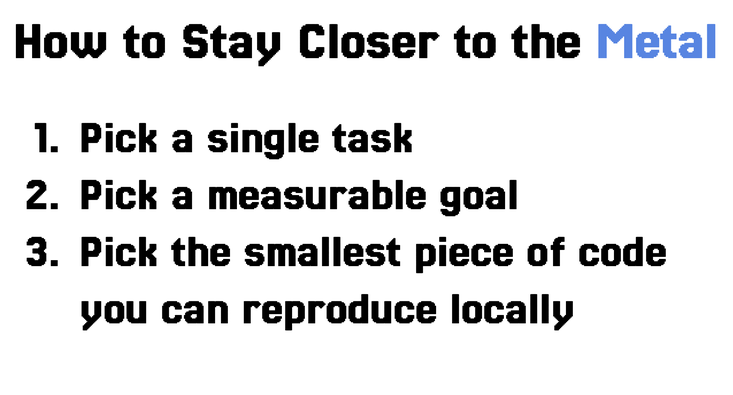 How to Stay Closer to the Metal
1. Pick a single task
2. Pick a measurable goal
3. Pick the smallest piece of code
you can reproduce locally